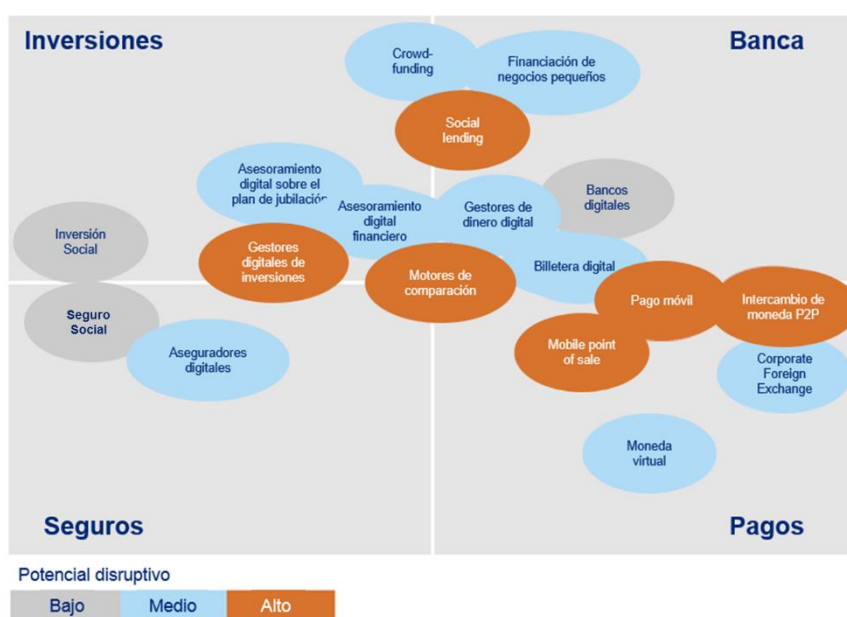 Inversiones
Banca
Crowd-
funding
Financiación de
negocios pequeños
Social
lending
Asesoramiento
digital sobre el
plan de jubilación
Asesoramiento
digital
financiero
Gestores de
dinero digital
Bancos
digitales
Inversión
Social
Gestores
digitales de
inversiones
Motores de
comparación
Billetera digital
Seguro
Social
Aseguradores
digitales
Pago móvil
Intercambio de
moneda P2P
Mobile point
of sale
Corporate
Foreign
Exchange
Moneda
virtual
Seguros
Pagos
Potencial disruptivo
Bajo
Medio
Alto